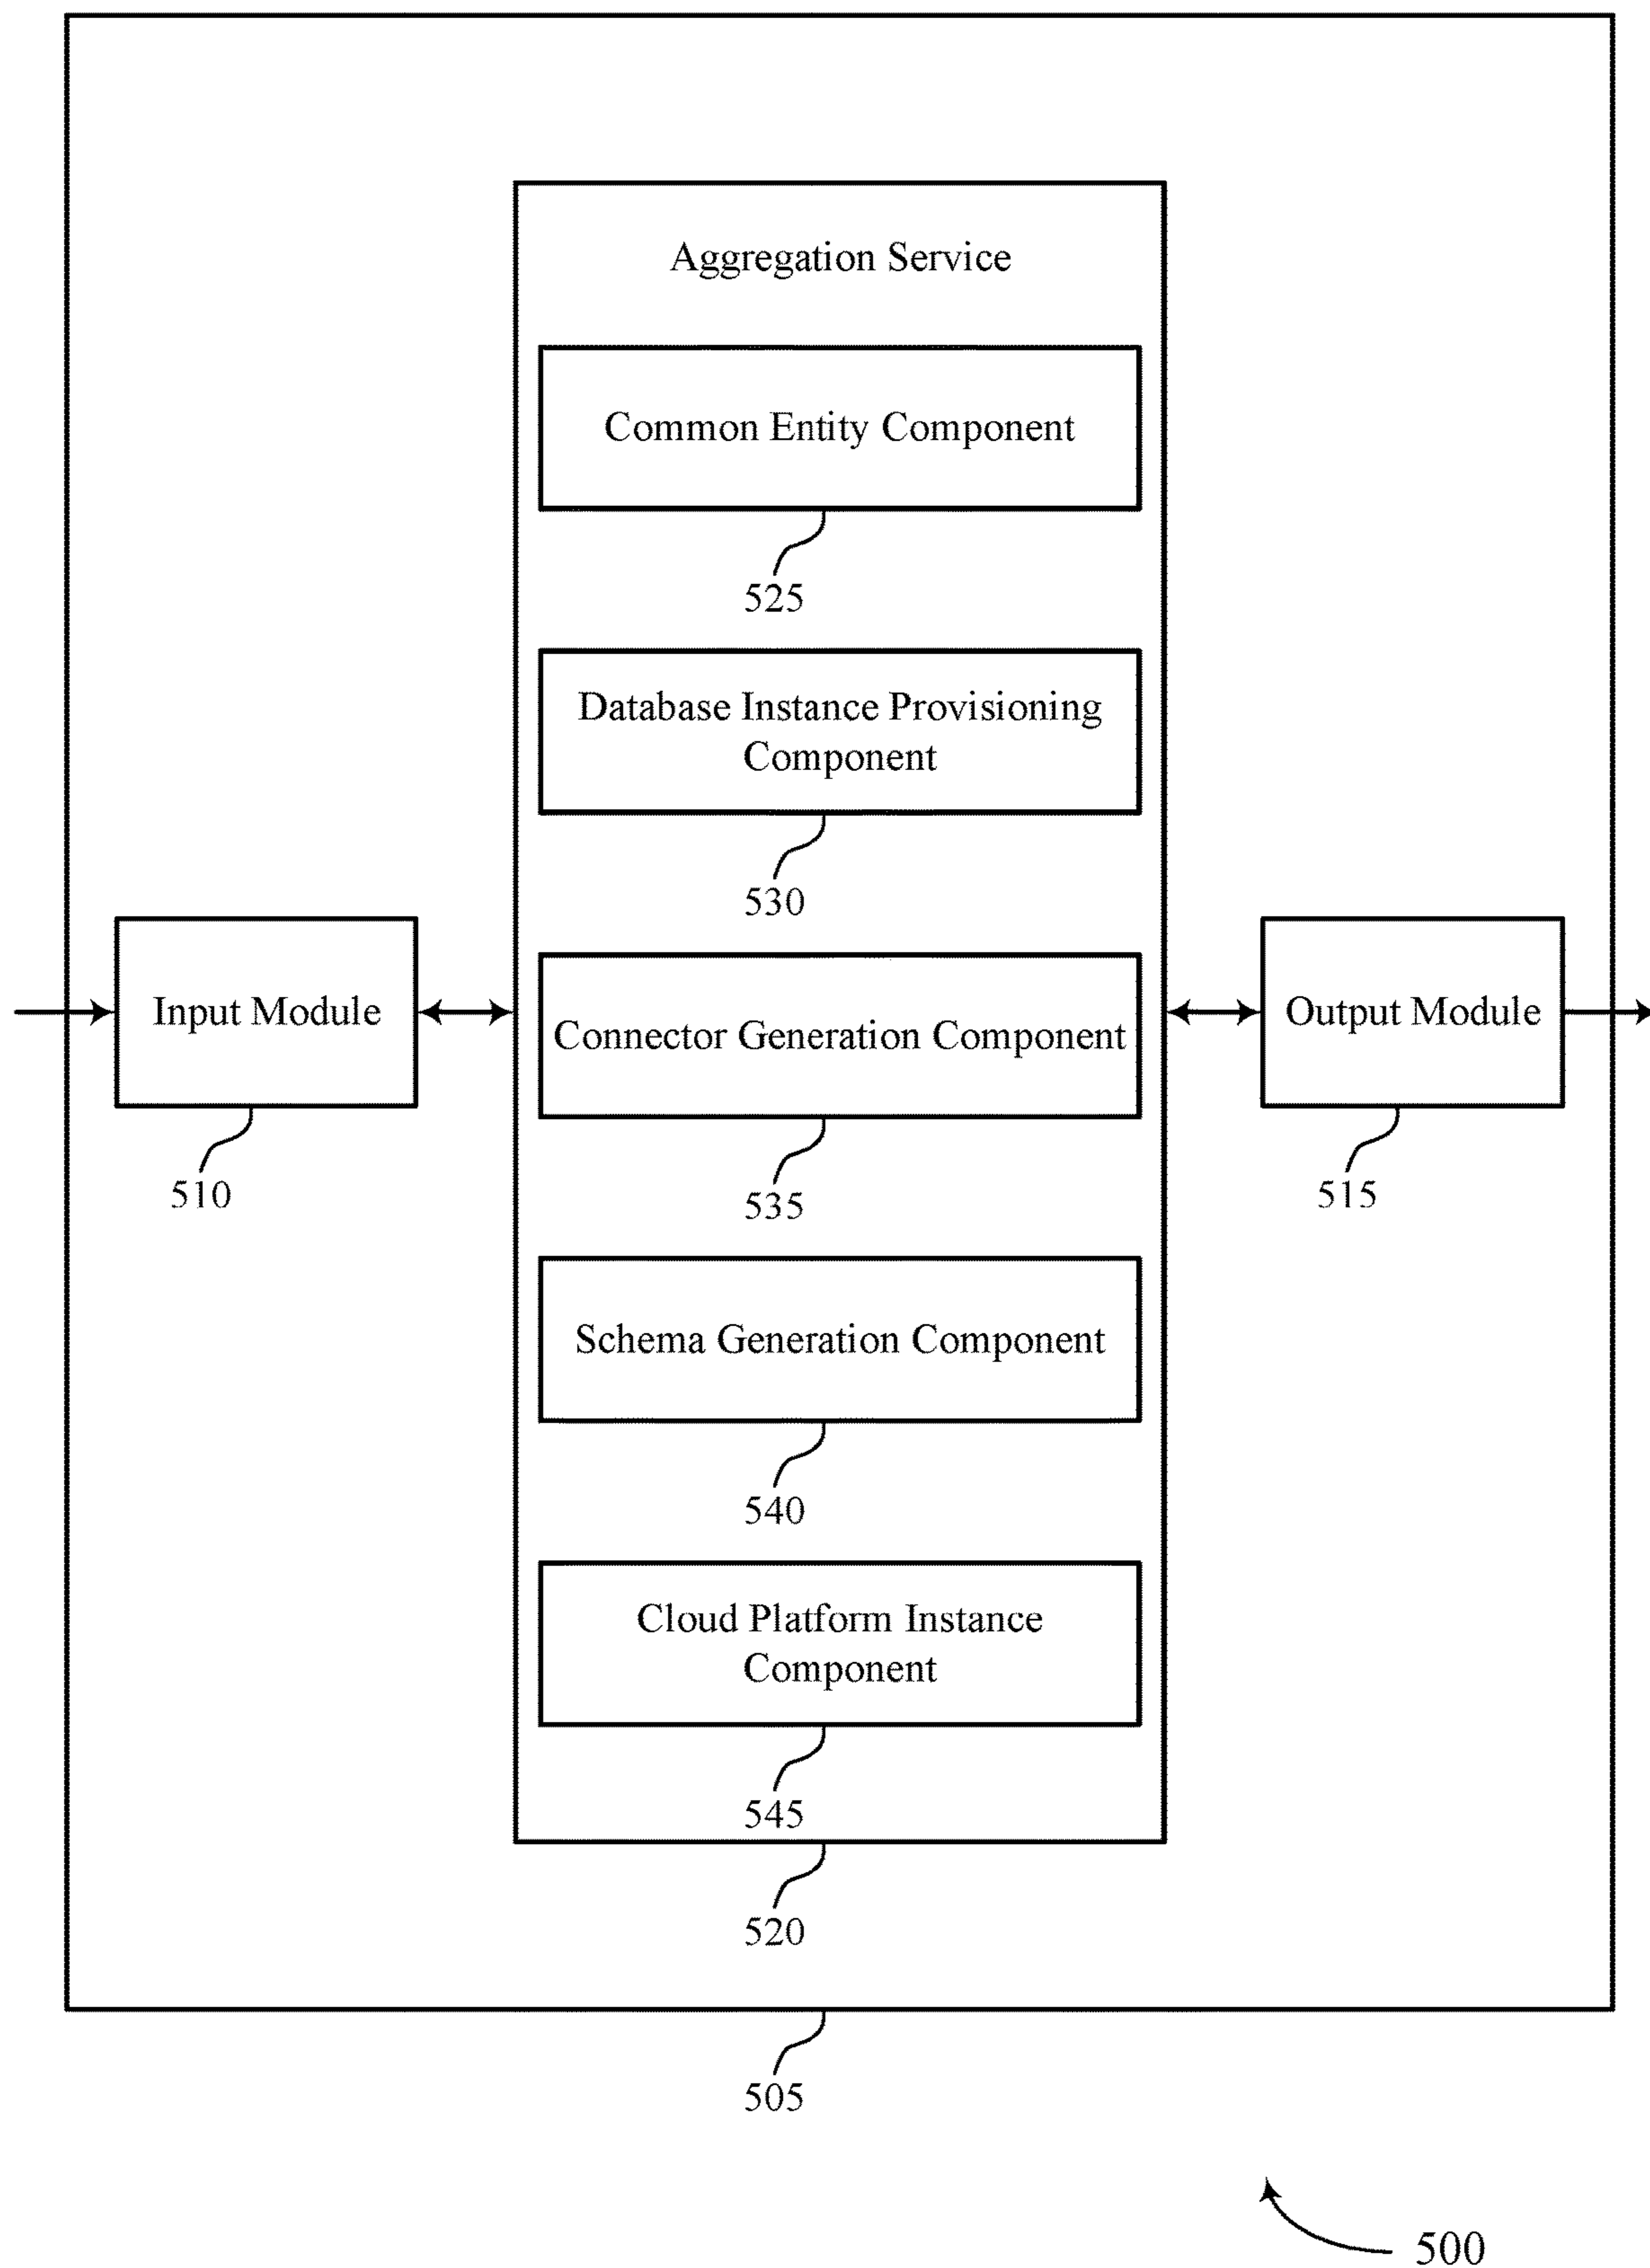 Aggregation Service
Common Entity Component
525
Database Instance Provisioning
Component
530
Input Module
510
Connector Generation Component
535
Output Module
515
Schema Generation Component
540
Cloud Platform Instance
Component
545
520
505
500